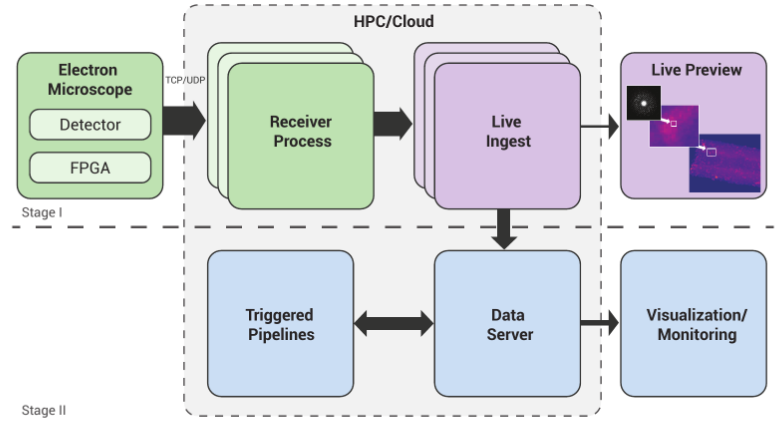 HPC/Cloud
Electron
Microscope
Detector
FPGA
TCP/UDP
Receiver
Process
Live
Ingest
Live Preview
Stage I
Triggered
Pipelines
Data
Server
Visualization/
Monitoring
Stage II